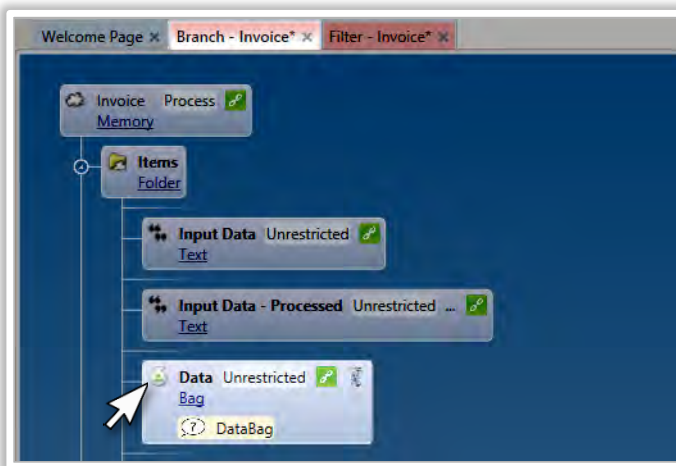 Welcome Page × Branch - Invoice* × Filter - Invoice* ×
Invoice Process
Memory
Items
Folder
Input Data Unrestricted
Text
Input Data - Processed Unrestricted ...
Text
Data Unrestricted
Bag
? DataBag